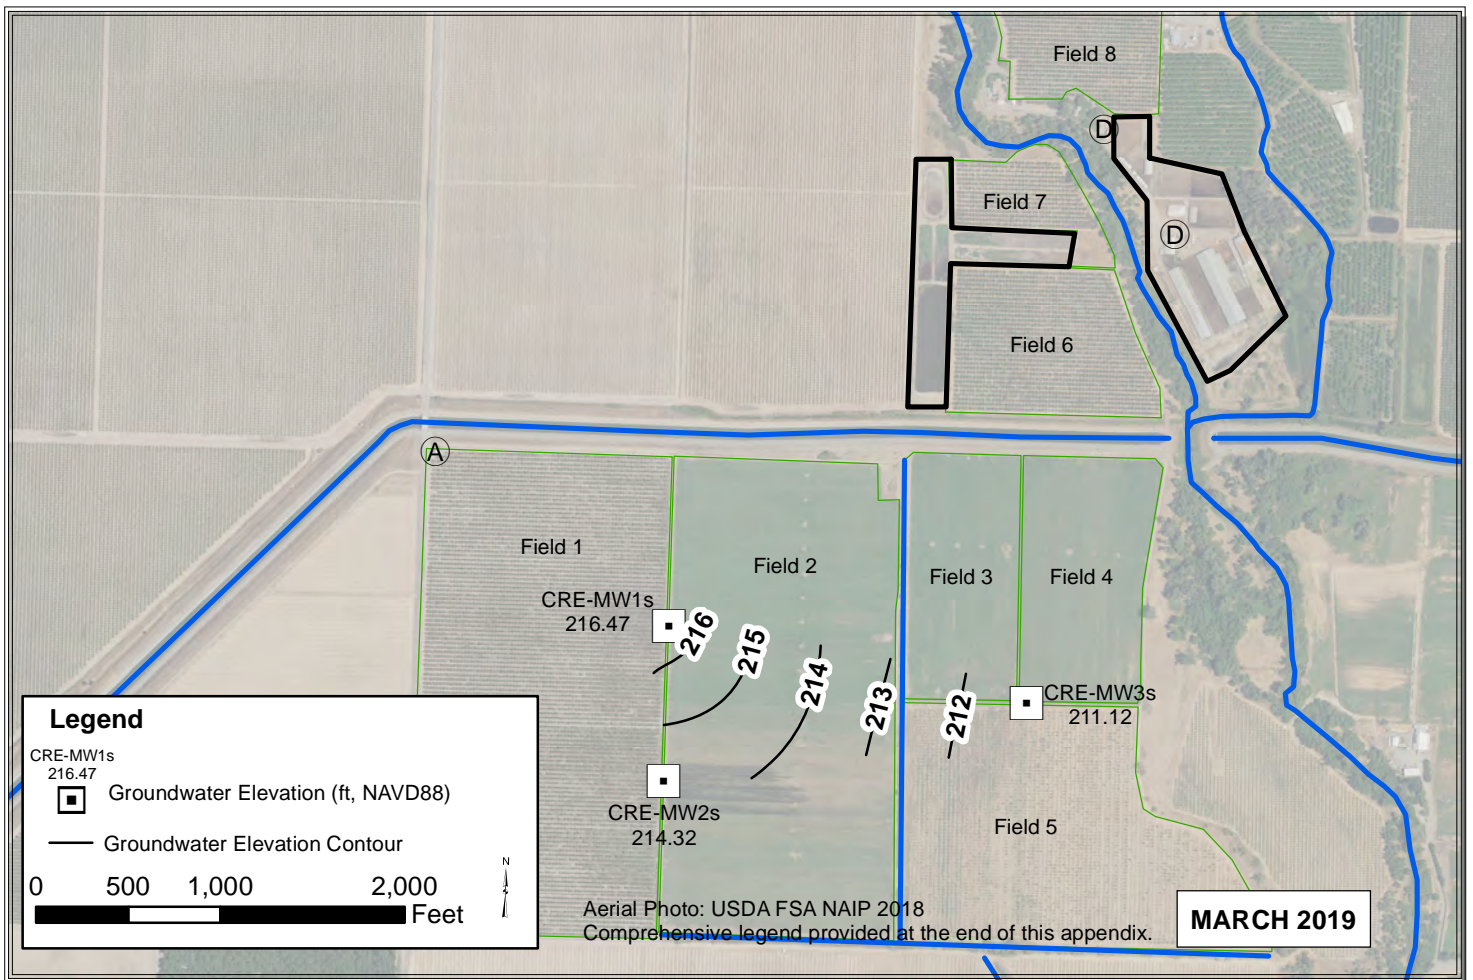 Field 8
D
Field 7
D
Field 6
A
Field 1
Field 2
Field 3
Field 4
CRE-MW1s
216.47
216
215
214
213
212
CRE-MW3s
211.12
CRE-MW2s
214.32
Field 5
Legend
CRE-MW1s
216.47
Groundwater Elevation (ft, NAVD88)
Groundwater Elevation Contour
N
0 500 1,000 2,000
Feet
Aerial Photo: USDA FSA NAIP 2018
Comprehensive legend provided at the end of this appendix.
MARCH 2019